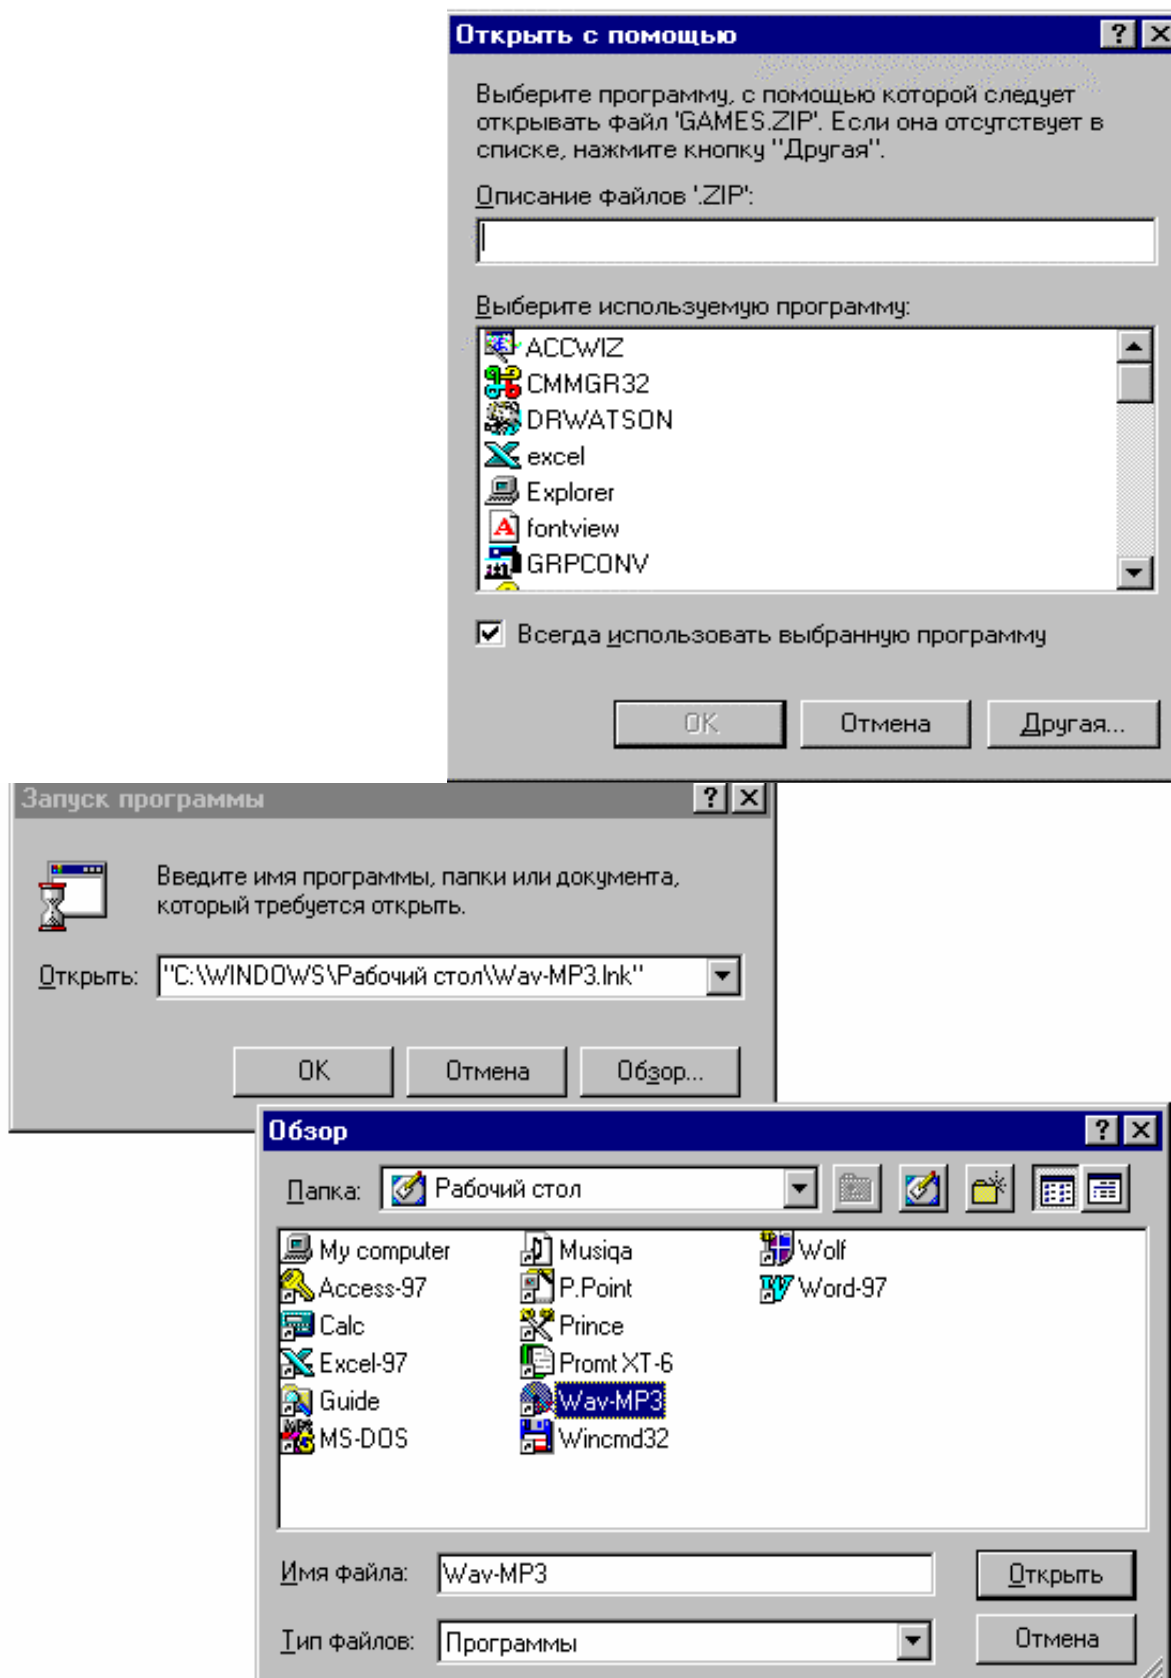 Открыть с помощью
Выберите программу, с помощью которой следует
открывать файл 'GAMES.ZIP'. Если она отсутствует в
списке, нажмите кнопку "Другая".
Описание файлов '.ZIP':
Выберите используемую программу:
ACCWIZ
CMMGR32
DRWATSON
excel
Explorer
fontview
GRPCONV
Всегда использовать выбранную программу
OK Отмена Другая...
Запуск программы
Введите имя программы, папки или документа,
который требуется открыть.
Открыть: "C:\WINDOWS\Рабочий стол\Wav-MP3.lnk"
OK Отмена Обзор...
Обзор
Папка: Рабочий стол
My computer Musiqa Wolf
Access-97 P.Point Word-97
Calc Prince
Excel-97 Promt XT-6
Guide Wav-MP3
MS-DOS Wincmd32
Имя файла: Wav-MP3 Открыть
Тип файлов: Программы Отмена